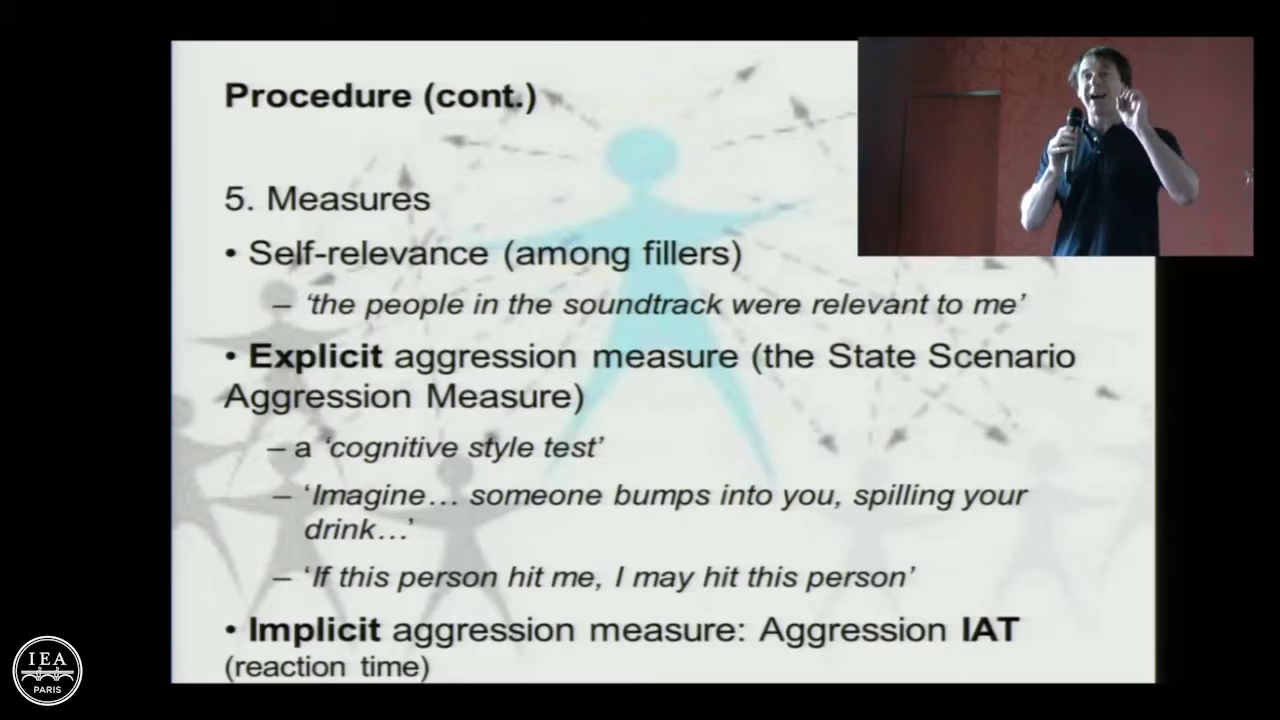 Procedure (cont.)
5. Measures
• Self-relevance (among fillers)
– ‘the people in the soundtrack were relevant to me’
• Explicit aggression measure (the State Scenario
Aggression Measure)
– a ‘cognitive style test’
– ‘Imagine… someone bumps into you, spilling your
drink…’
– ‘If this person hit me, I may hit this person’
• Implicit aggression measure: Aggression IAT
(reaction time)
IEA
PARIS